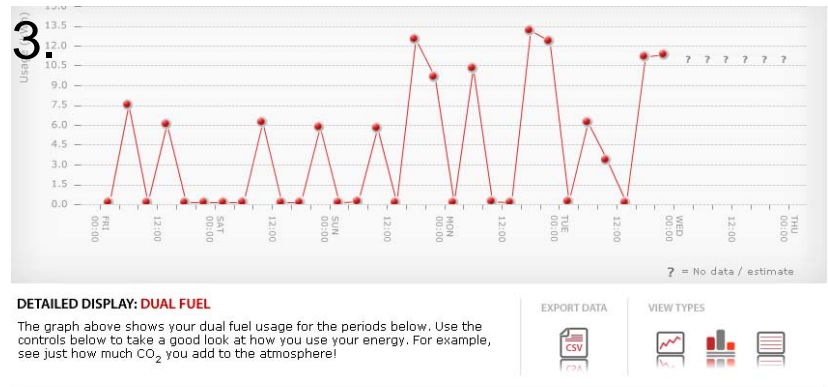 3.
13.5
12.0
10.5
9.0
7.5
6.0
4.5
3.0
1.5
0.0
? ? ? ? ? ?
FRI 00:00
12:00
SAT 00:00
12:00
SUN 00:00
12:00
MON 00:00
12:00
TUE 00:00
12:00
WED 00:00
12:00
THU 00:00
? = No data / estimate
DETAILED DISPLAY: DUAL FUEL
The graph above shows your dual fuel usage for the periods below. Use the
controls below to take a good look at how you use your energy. For example,
see just how much CO2 you add to the atmosphere!
EXPORT DATA
CSV
VIEW TYPES